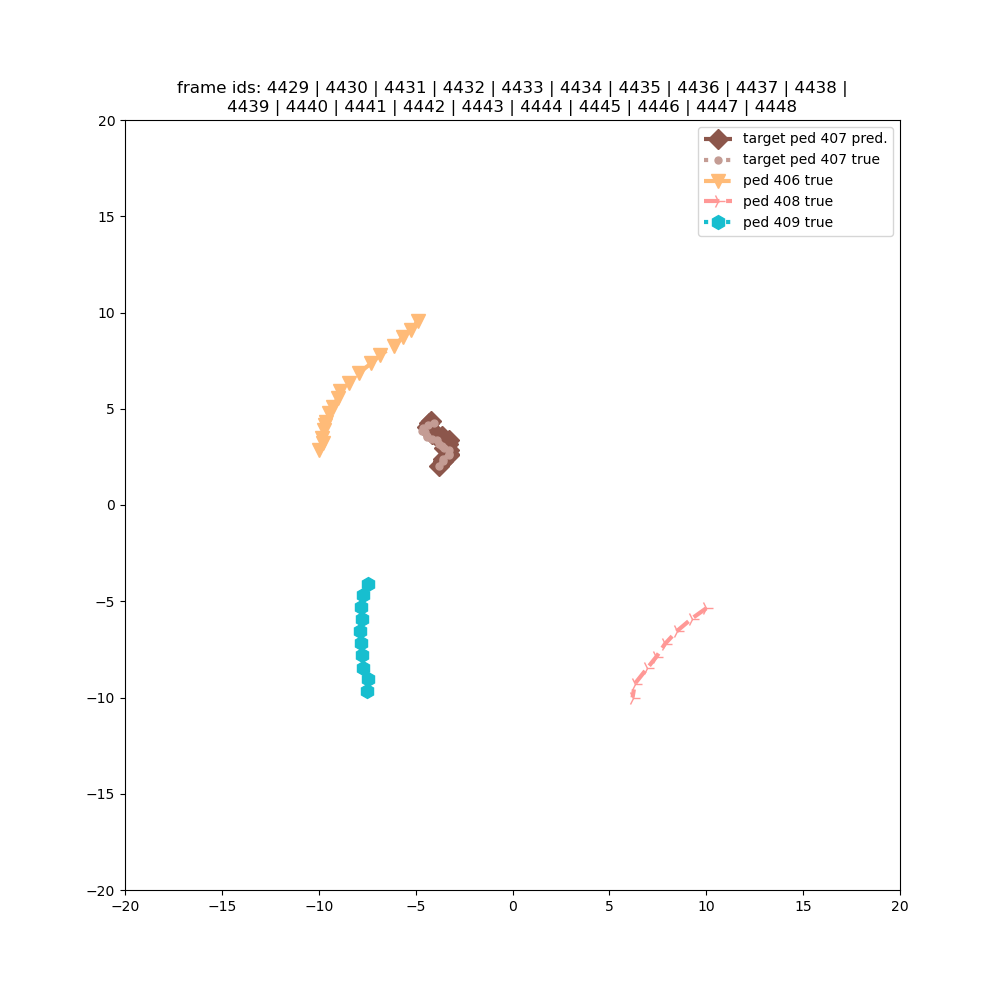 frame ids: 4429 | 4430 | 4431 | 4432 | 4433 | 4434 | 4435 | 4436 | 4437 | 4438 |
4439 | 4440 | 4441 | 4442 | 4443 | 4444 | 4445 | 4446 | 4447 | 4448
target ped 407 pred.
target ped 407 true
ped 406 true
ped 408 true
ped 409 true
20
15
10
5
0
−5
−10
−15
−20
−20 −15 −10 −5 0 5 10 15 20